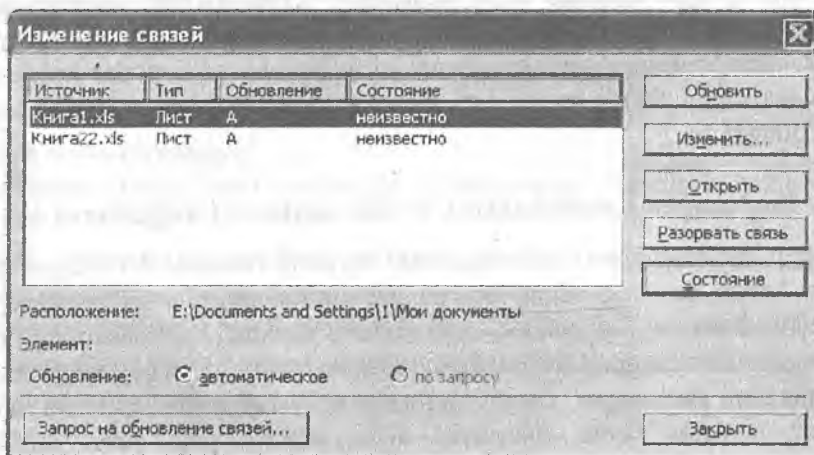 Изменение связей
Источник Тип Обновление Состояние
Книга1.xls Лист А неизвестно
Книга22.xls Лист А неизвестно
Обновить
Изменить...
Открыть
Разорвать связь
Состояние
Расположение: E:\Documents and Settings\1\Мои документы
Элемент:
Обновление: автоматическое по запросу
Запрос на обновление связей... Закрыть